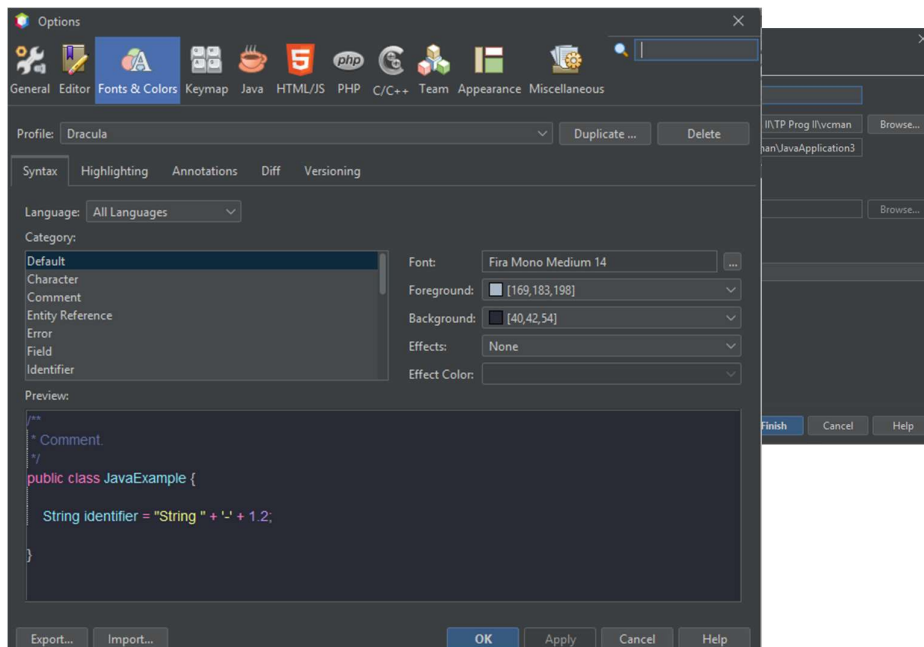 Options
General Editor Fonts & Colors Keymap Java HTML/JS PHP C/C++ Team Appearance Miscellaneous
Profile: Dracula Duplicate ... Delete
Syntax Highlighting Annotations Diff Versioning
Language: All Languages
Category:
Default
Character
Comment
Entity Reference
Error
Field
Identifier
Font: Fira Mono Medium 14 ...
Foreground: [169,183,198]
Background: [40,42,54]
Effects: None
Effect Color:
Preview:
/**
* Comment.
*/
public class JavaExample {
String identifier = "String " + '-' + 1.2;
}
Export... Import... OK Apply Cancel Help
II\TP Prog II\vcman Browse...
nan\JavaApplication3
Browse...
Finish Cancel Help